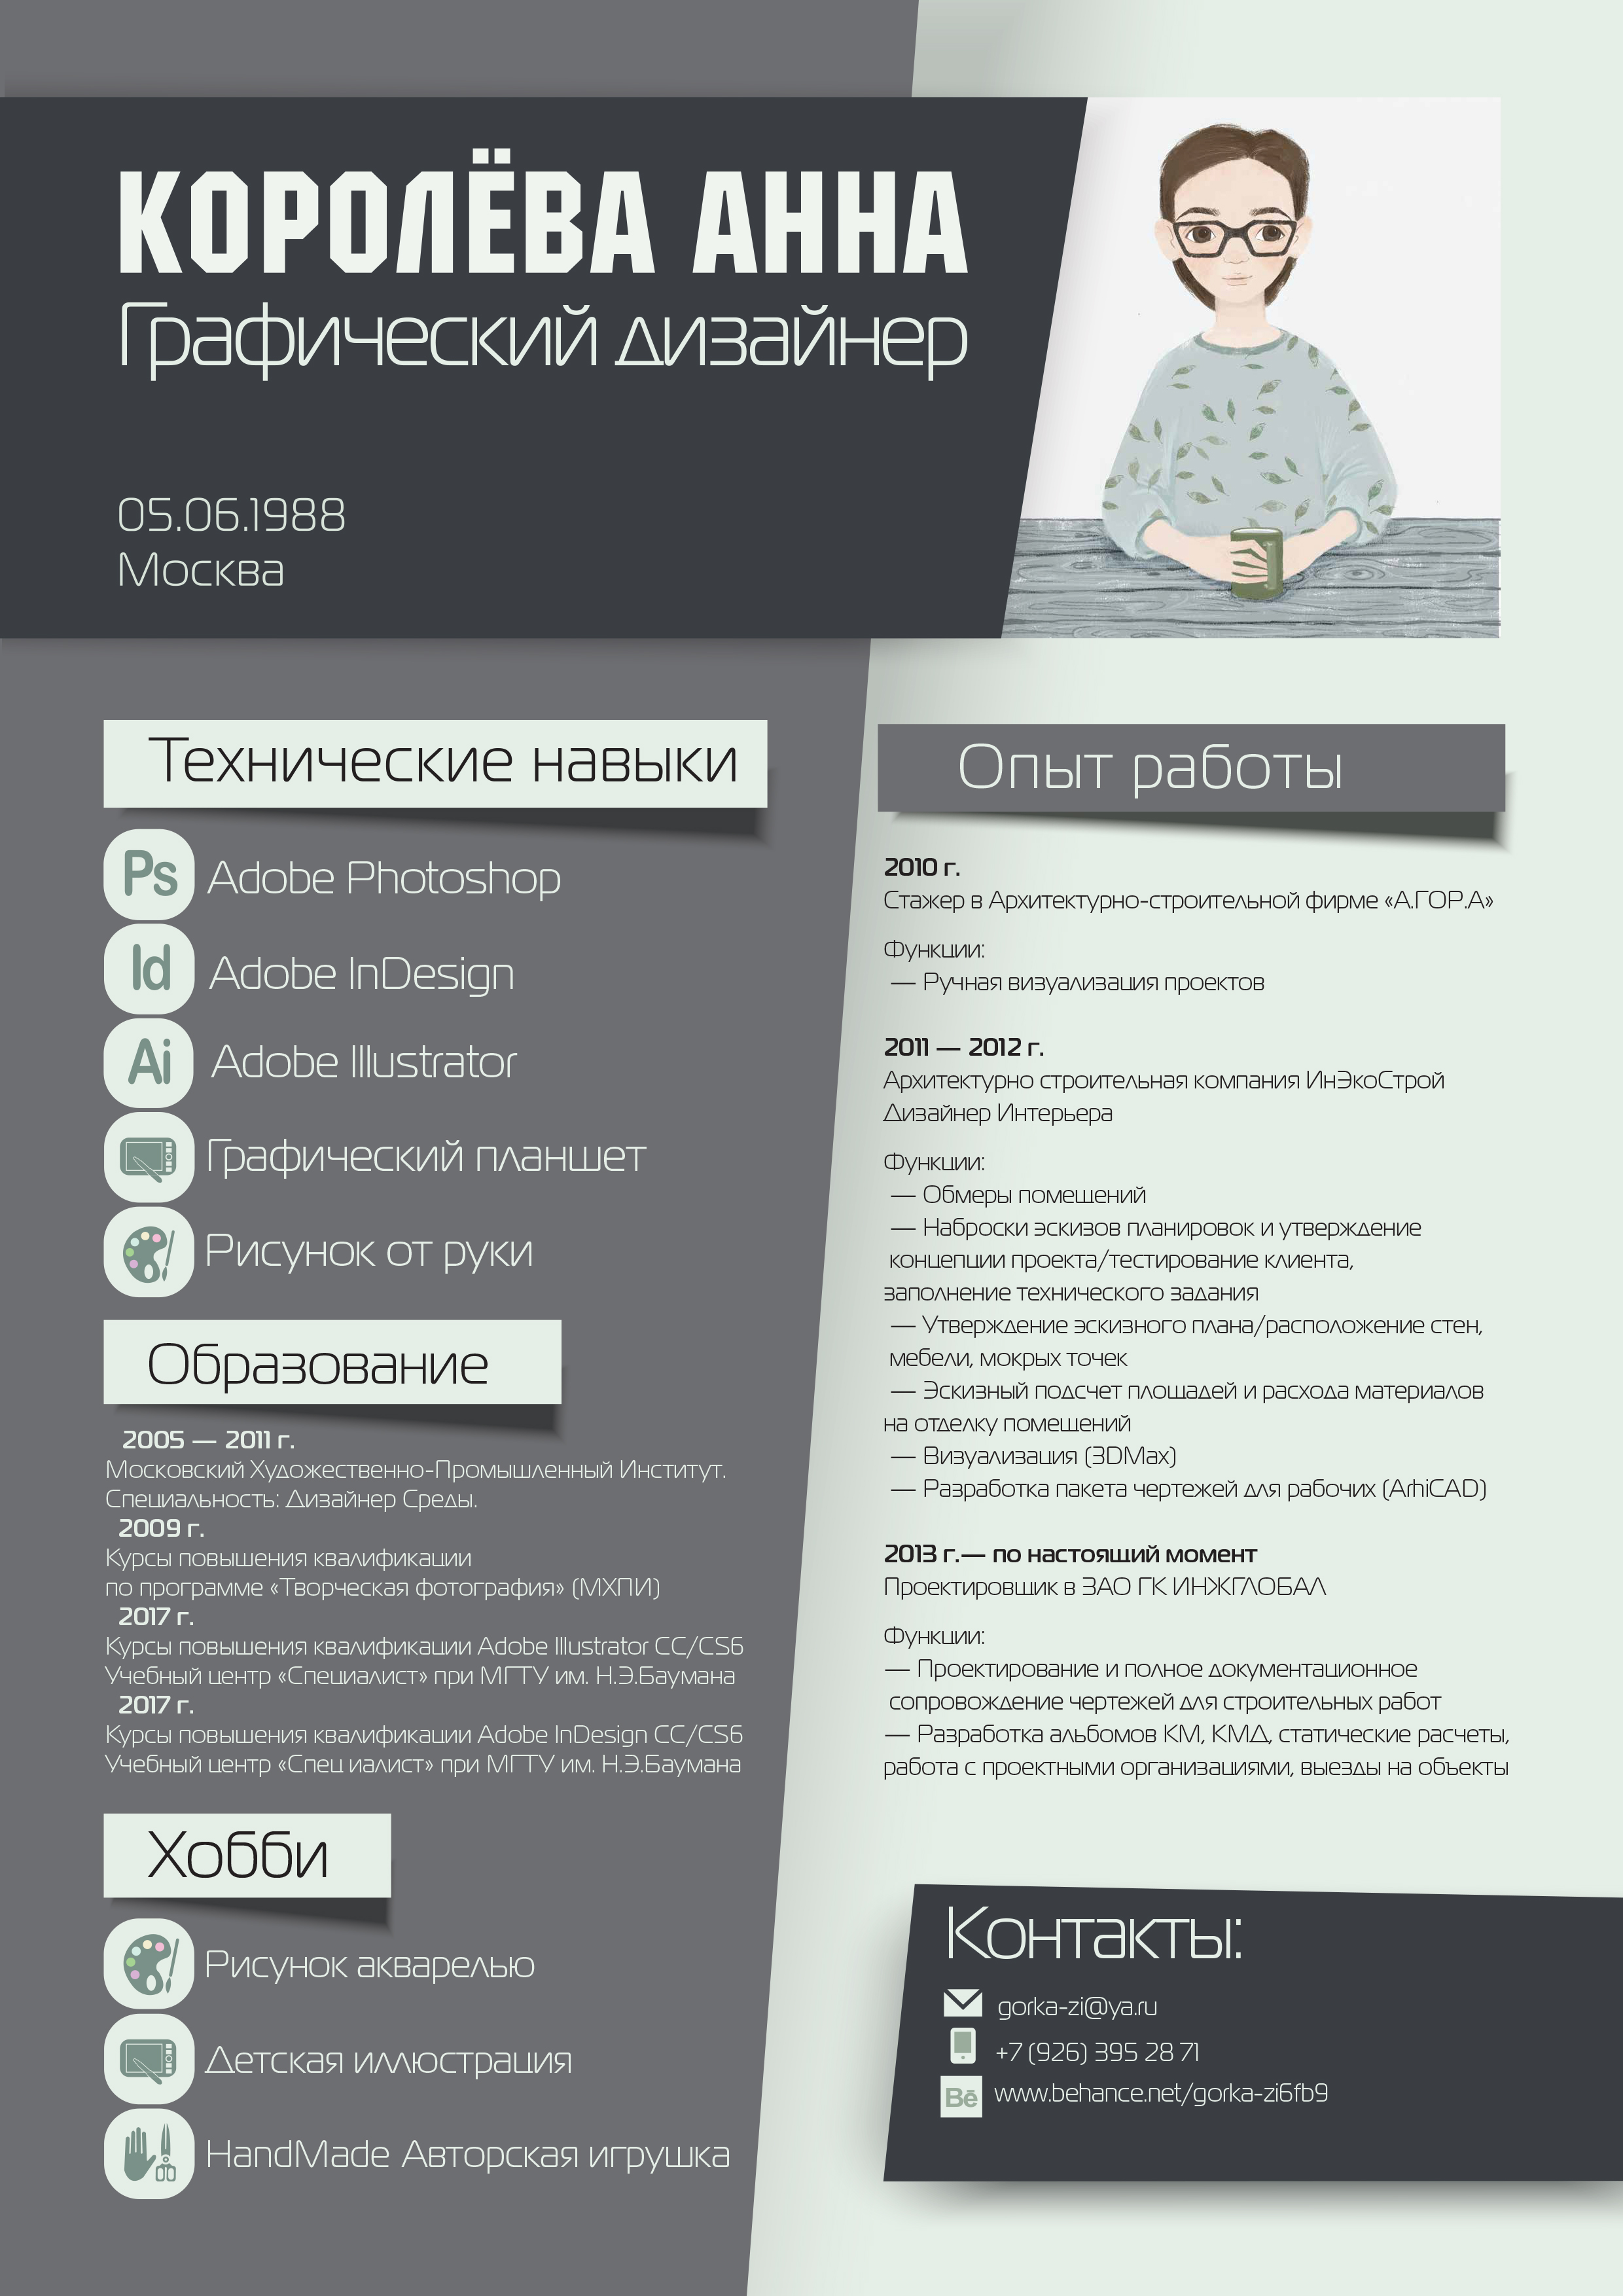 КОРОЛЁВА АННА
Графический дизайнер
05.06.1988
Москва
Технические навыки
Ps Adobe Photoshop
Id Adobe InDesign
Ai Adobe Illustrator
Графический планшет
Рисунок от руки
Образование
2005 — 2011 г.
Московский Художественно-Промышленный Институт.
Специальность: Дизайнер Среды.
2009 г.
Курсы повышения квалификации
по программе «Творческая фотография» (МХПИ)
2017 г.
Курсы повышения квалификации Adobe Illustrator CC/CS6
Учебный центр «Специалист» при МГТУ им. Н.Э.Баумана
2017 г.
Курсы повышения квалификации Adobe InDesign CC/CS6
Учебный центр «Спец иалист» при МГТУ им. Н.Э.Баумана
Хобби
Рисунок акварелью
Детская иллюстрация
HandMade Авторская игрушка
Опыт работы
2010 г.
Стажер в Архитектурно-строительной фирме «А.ГОР.А»
Функции:
— Ручная визуализация проектов
2011 — 2012 г.
Архитектурно строительная компания ИнЭкоСтрой
Дизайнер Интерьера
Функции:
— Обмеры помещений
— Наброски эскизов планировок и утверждение
концепции проекта/тестирование клиента,
заполнение технического задания
— Утверждение эскизного плана/расположение стен,
мебели, мокрых точек
— Эскизный подсчет площадей и расхода материалов
на отделку помещений
— Визуализация (3DMax)
— Разработка пакета чертежей для рабочих (ArhiCAD)
2013 г.— по настоящий момент
Проектировщик в ЗАО ГК ИНЖГЛОБАЛ
Функции:
— Проектирование и полное документационное
сопровождение чертежей для строительных работ
— Разработка альбомов КМ, КМД, статические расчеты,
работа с проектными организациями, выезды на объекты
Контакты:
gorka-zi@ya.ru
+7 (926) 395 28 71
Bē www.behance.net/gorka-zi6fb9